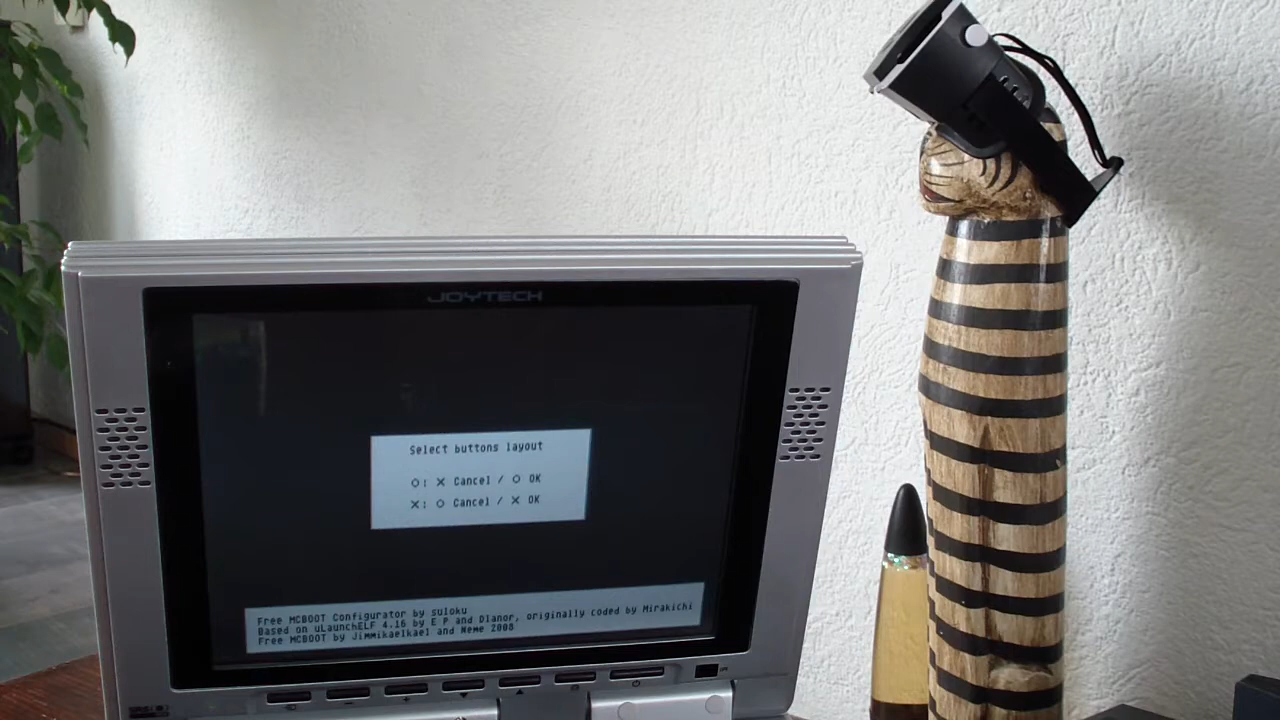 JOYTECH
Select buttons layout
○: ✕ Cancel / ○ OK
✕: ○ Cancel / ✕ OK
Free MCBOOT Configurator by suloku
Based on uLaunchELF 4.16 by E P and Dlanor, originally coded by Mirakichi
Free MCBOOT by Jimmikaelkael and Neme 2008